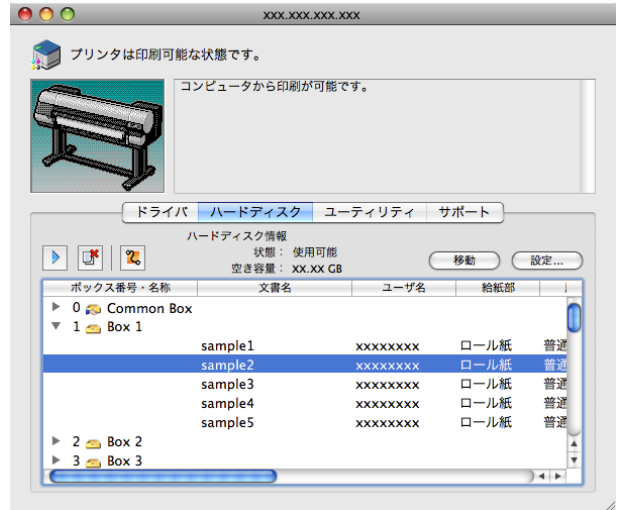 xxx.xxx.xxx.xxx
プリンタは印刷可能な状態です。
コンピュータから印刷が可能です。
ドライバ ハードディスク ユーティリティ サポート
ハードディスク情報
状態： 使用可能
空き容量： XX.XX GB
移動 設定...
ボックス番号・名称 文書名 ユーザ名 給紙部
0 Common Box
1 Box 1
sample1 xxxxxxxx ロール紙 普通
sample2 xxxxxxxx ロール紙 普通
sample3 xxxxxxxx ロール紙 普通
sample4 xxxxxxxx ロール紙 普通
sample5 xxxxxxxx ロール紙 普通
2 Box 2
3 Box 3